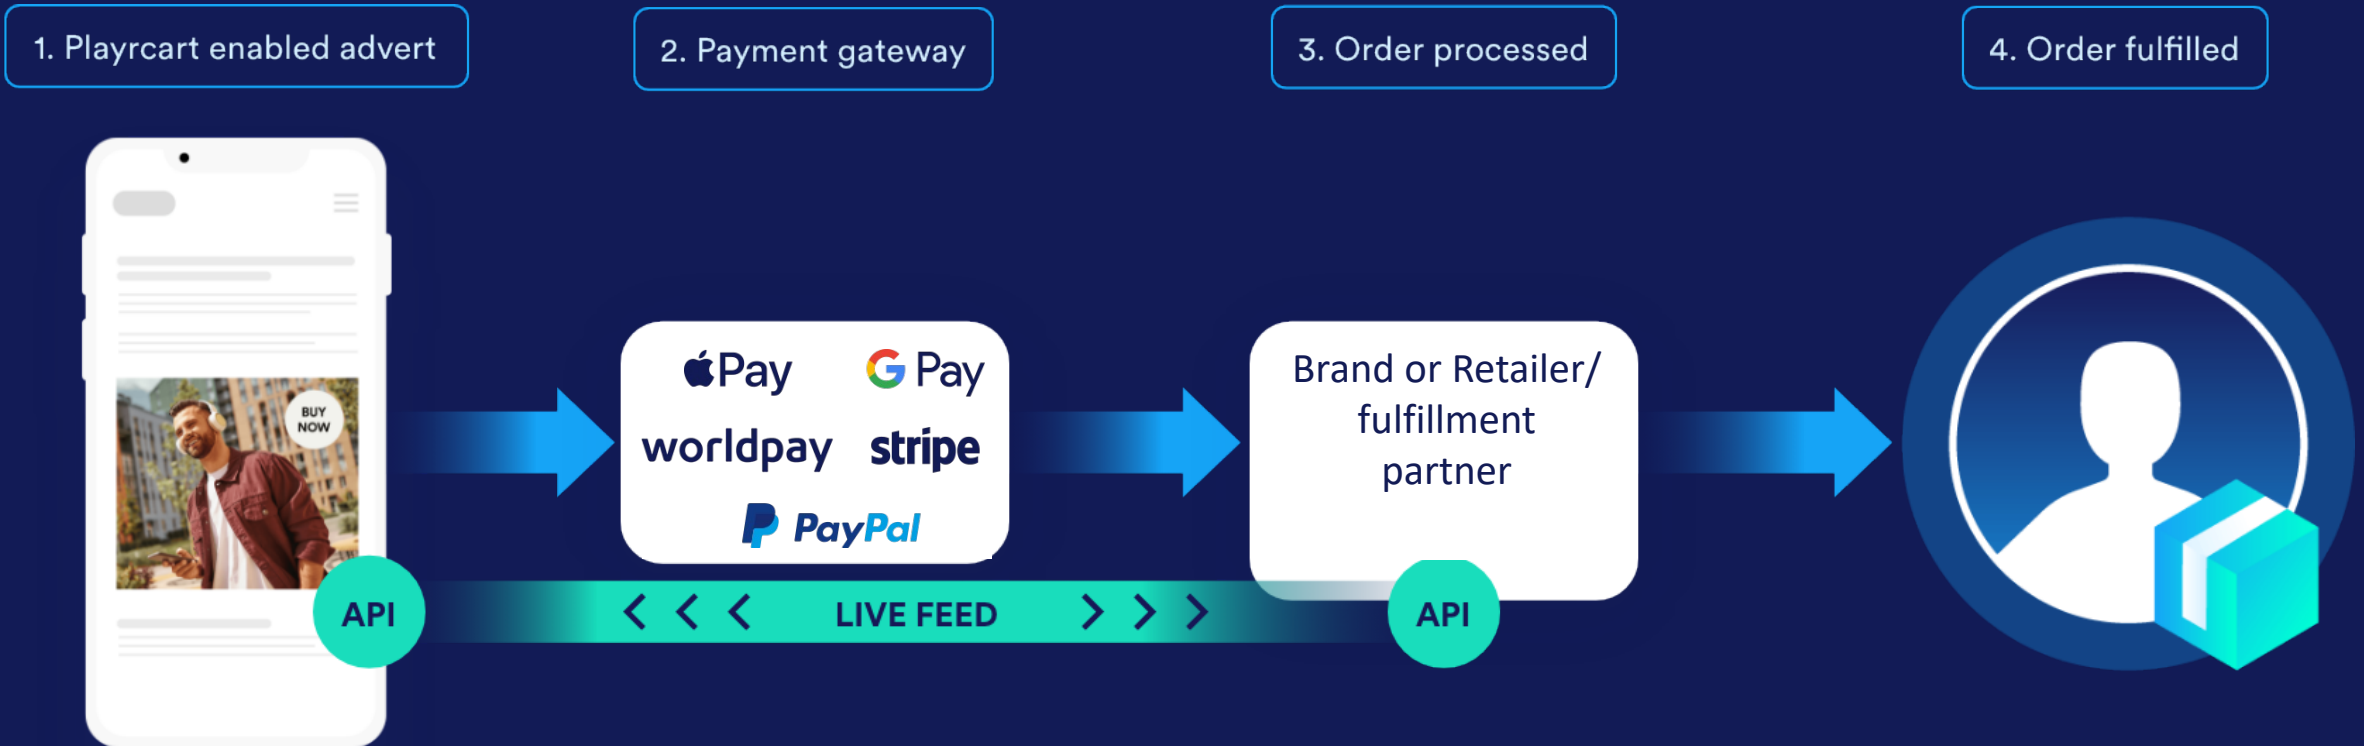 1. Playrcart enabled advert
2. Payment gateway
3. Order processed
4. Order fulfilled
BUY
NOW
Pay
G Pay
worldpay
stripe
PayPal
Brand or Retailer/
fulfillment
partner
API
LIVE FEED
API